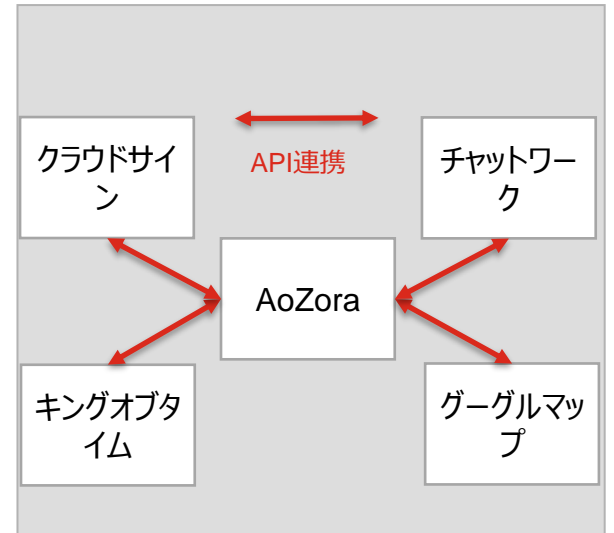 クラウドサイ
ン
API連携
チャットワー
ク
AoZora
キングオブタ
イム
グーグルマッ
プ